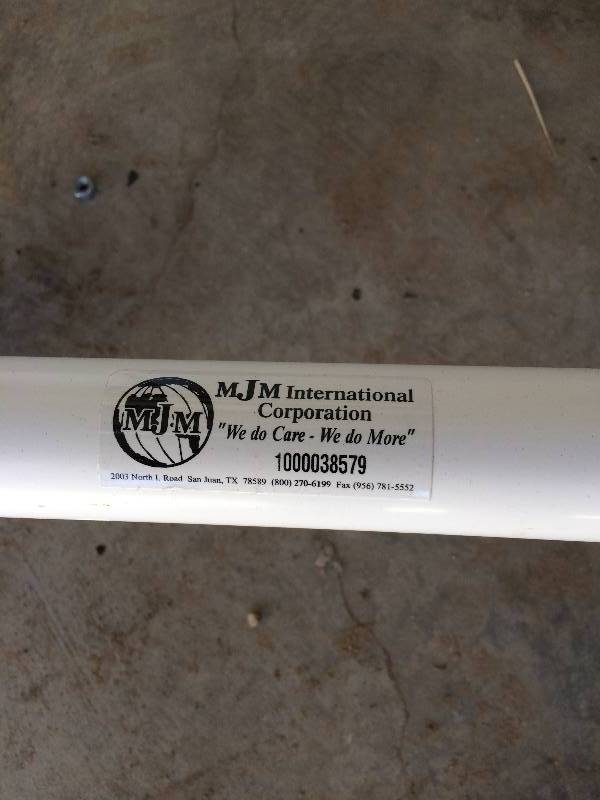 MJM
MJM International
Corporation
"We do Care - We do More"
1000038579
2003 North I. Road San Juan, TX 78589 (800) 270-6199 Fax (956) 781-5552